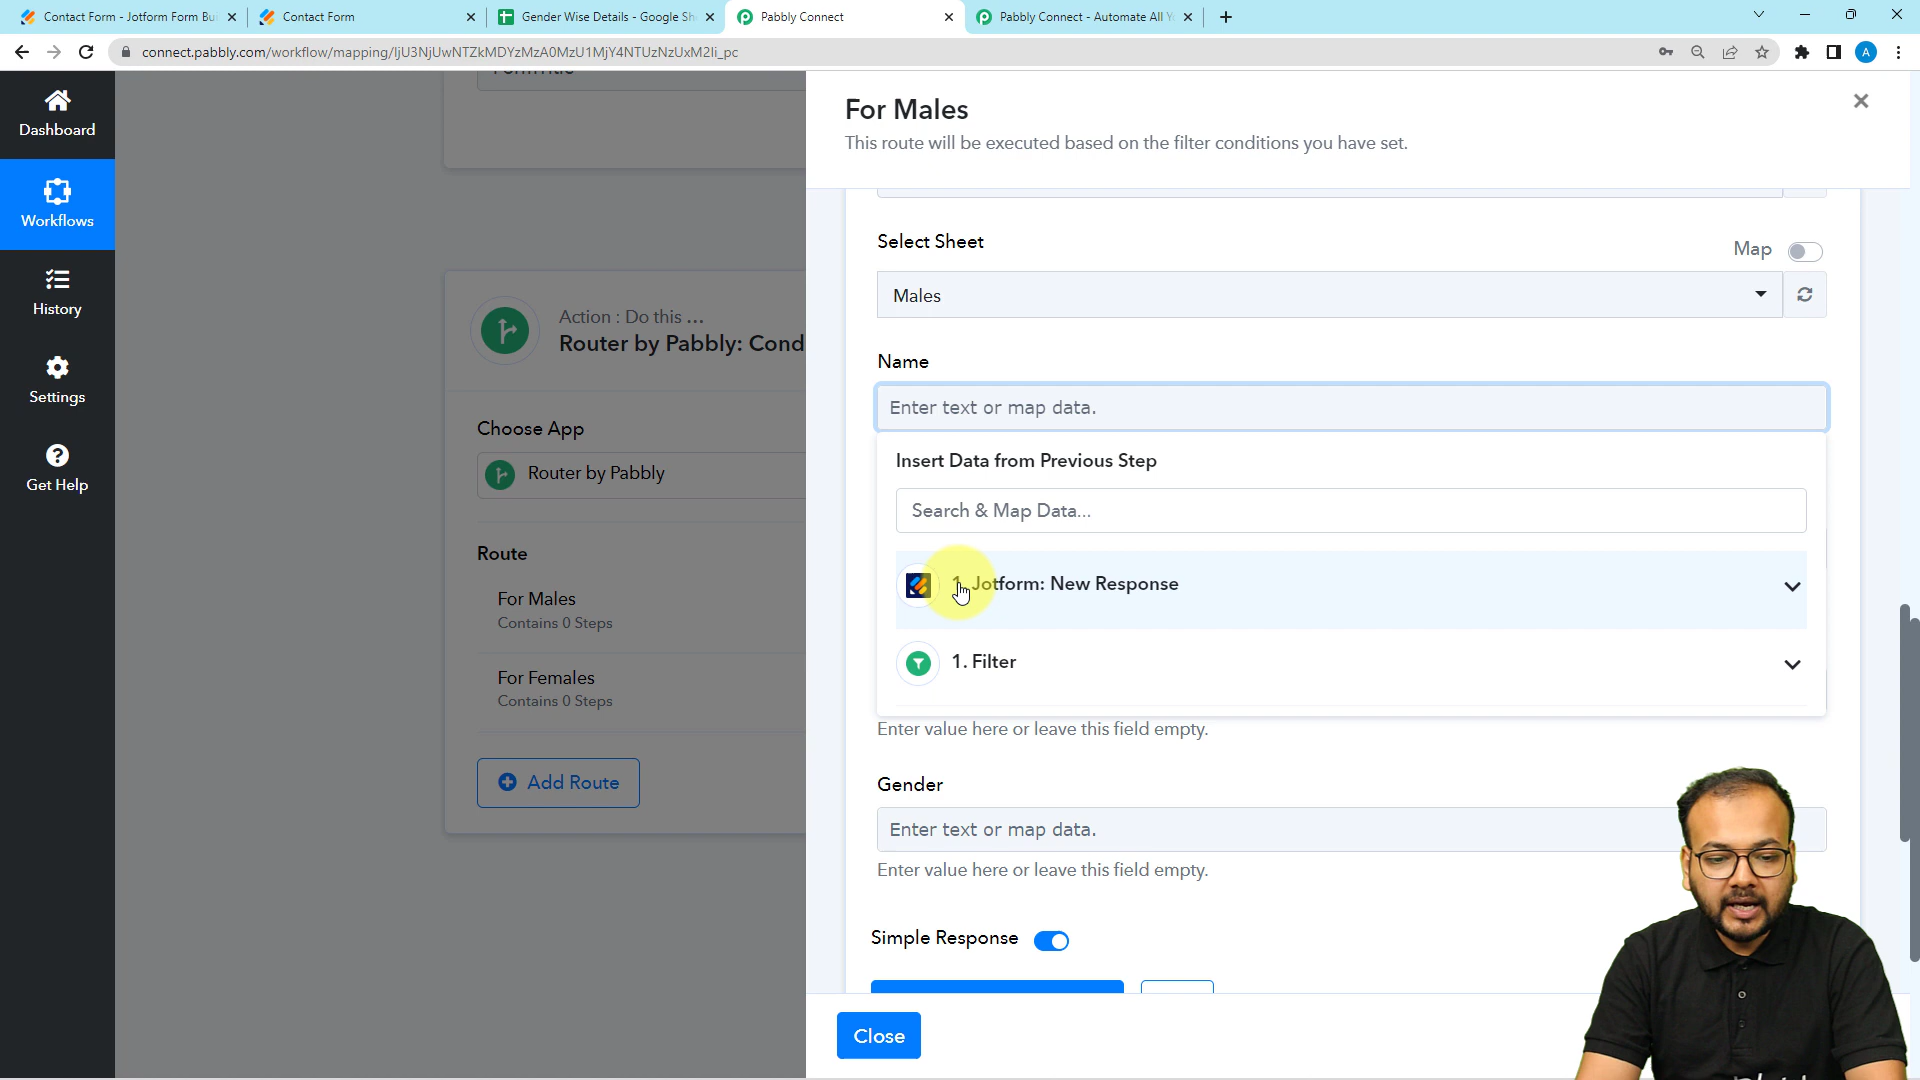 Contact Form - Jotform Form Bu
Contact Form
Gender Wise Details - Google Sh
Pabbly Connect
Pabbly Connect - Automate All Y
connect.pabbly.com/workflow/mapping/IjU3NjUwNTZkMDYzMzA0MzU1MjY4NTUzNzUxM2Ii_pc
A
Dashboard
Workflows
History
Settings
Get Help
FormTitle
Action : Do this ...
Router by Pabbly: Cond
Choose App
Router by Pabbly
Route
For Males
Contains 0 Steps
For Females
Contains 0 Steps
Add Route
For Males
This route will be executed based on the filter conditions you have set.
Select Sheet
Map
Males
Name
Enter text or map data.
Insert Data from Previous Step
Search & Map Data...
1. Jotform: New Response
1. Filter
Enter value here or leave this field empty.
Gender
Enter text or map data.
Enter value here or leave this field empty.
Simple Response
Close